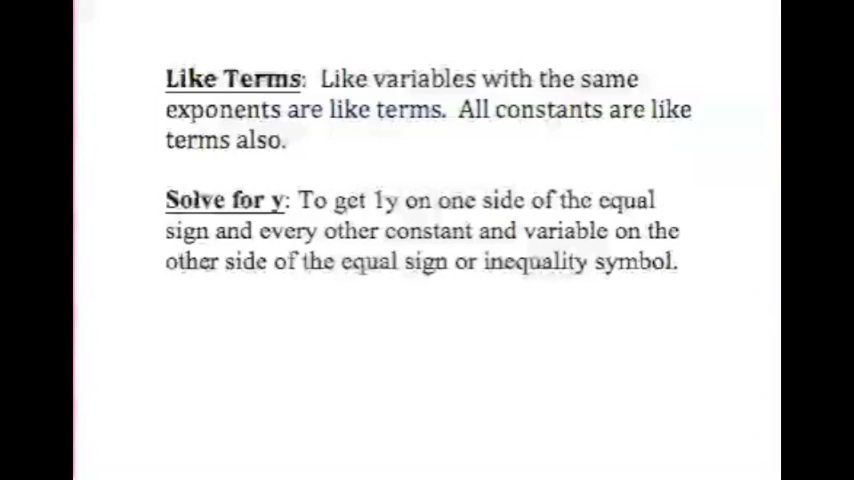 Like Terms:  Like variables with the same
exponents are like terms.  All constants are like
terms also.
Solve for y: To get 1y on one side of the equal
sign and every other constant and variable on the
other side of the equal sign or inequality symbol.